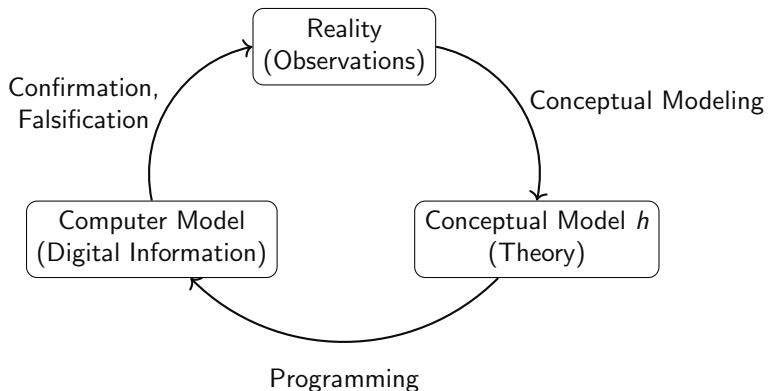 Reality
(Observations)
Confirmation,
Falsification
Conceptual Modeling
Computer Model
(Digital Information)
Conceptual Model h
(Theory)
Programming